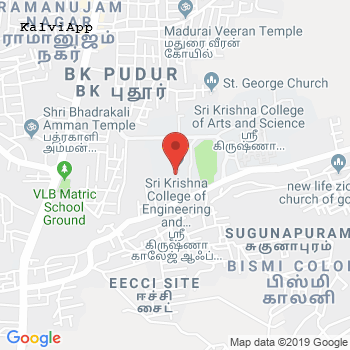 RAMANUJAM
NAGAR
ராமானுஜம்
நகர்
KalviApp
Madurai Veeran Temple
மதுரை வீரன்
கோயில்
BK PUDUR
BK புதூர்
St. George Church
Shri Bhadrakali
Amman Temple
பத்ரகாளி
அம்மன்...
Sri Krishna College
of Arts and Science
ஸ்ரீ
கிருஷ்ணா...
VLB Matric
School
Ground
Sri Krishna
College of
Engineering
and...
ஸ்ரீ
கிருஷ்ணா
காலேஜ் ஆஃப்...
new life zio
church of go
SUGUNAPURAM
சுகுணாபுரம்
BISMI COLO
பிஸ்மி
காலனி
EECCI SITE
ஈச்சி
சைட்
Google
Map data ©2019 Google